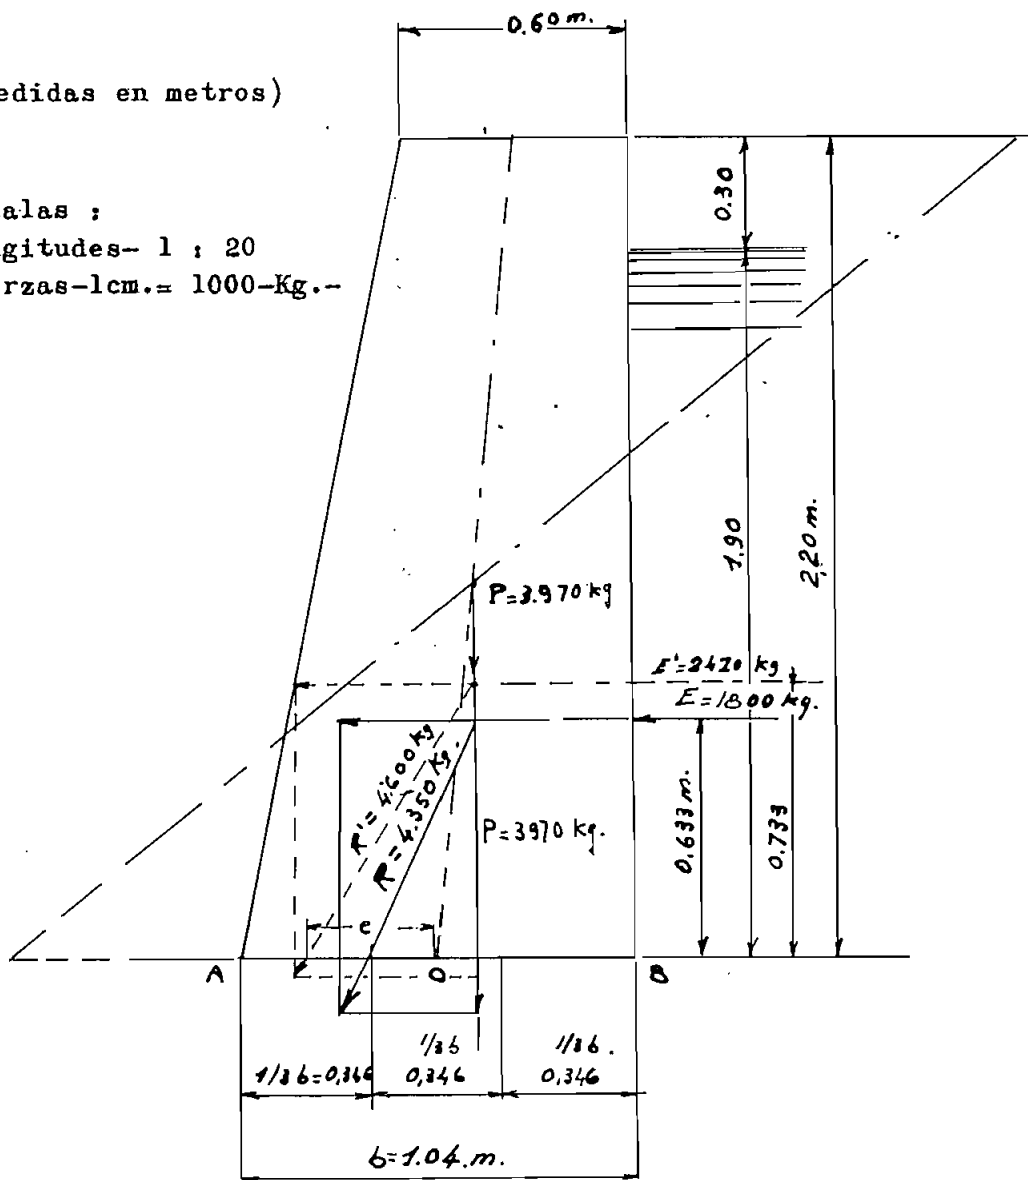 0.60 m.
edidas en metros)
alas :
gitudes- 1 : 20
rzas-1cm.= 1000-Kg.-
0.30
1.90
2,20 m.
P=3.970 kg
E'=2420 kg
E=1800 kg.
R'= 4.600 kg
R= 4.350 kg.
P=3970 kg.
0.633 m.
0.733
e
A
O
B
1/3 b=0,346
1/3 b
0,346
1/3 b.
0,346
b=1.04.m.